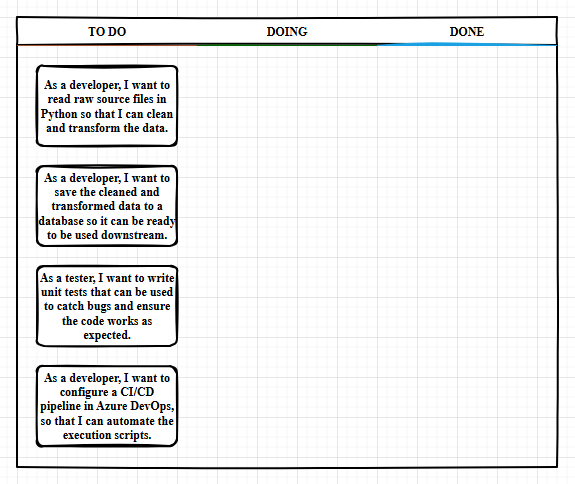 TO DO
DOING
DONE
As a developer, I want to
read raw source files in
Python so that I can clean
and transform the data.
As a developer, I want to
save the cleaned and
transformed data to a
database so it can be ready
to be used downstream.
As a tester, I want to write
unit tests that can be used
to catch bugs and ensure
the code works as
expected.
As a developer, I want to
configure a CI/CD
pipeline in Azure DevOps,
so that I can automate the
execution scripts.